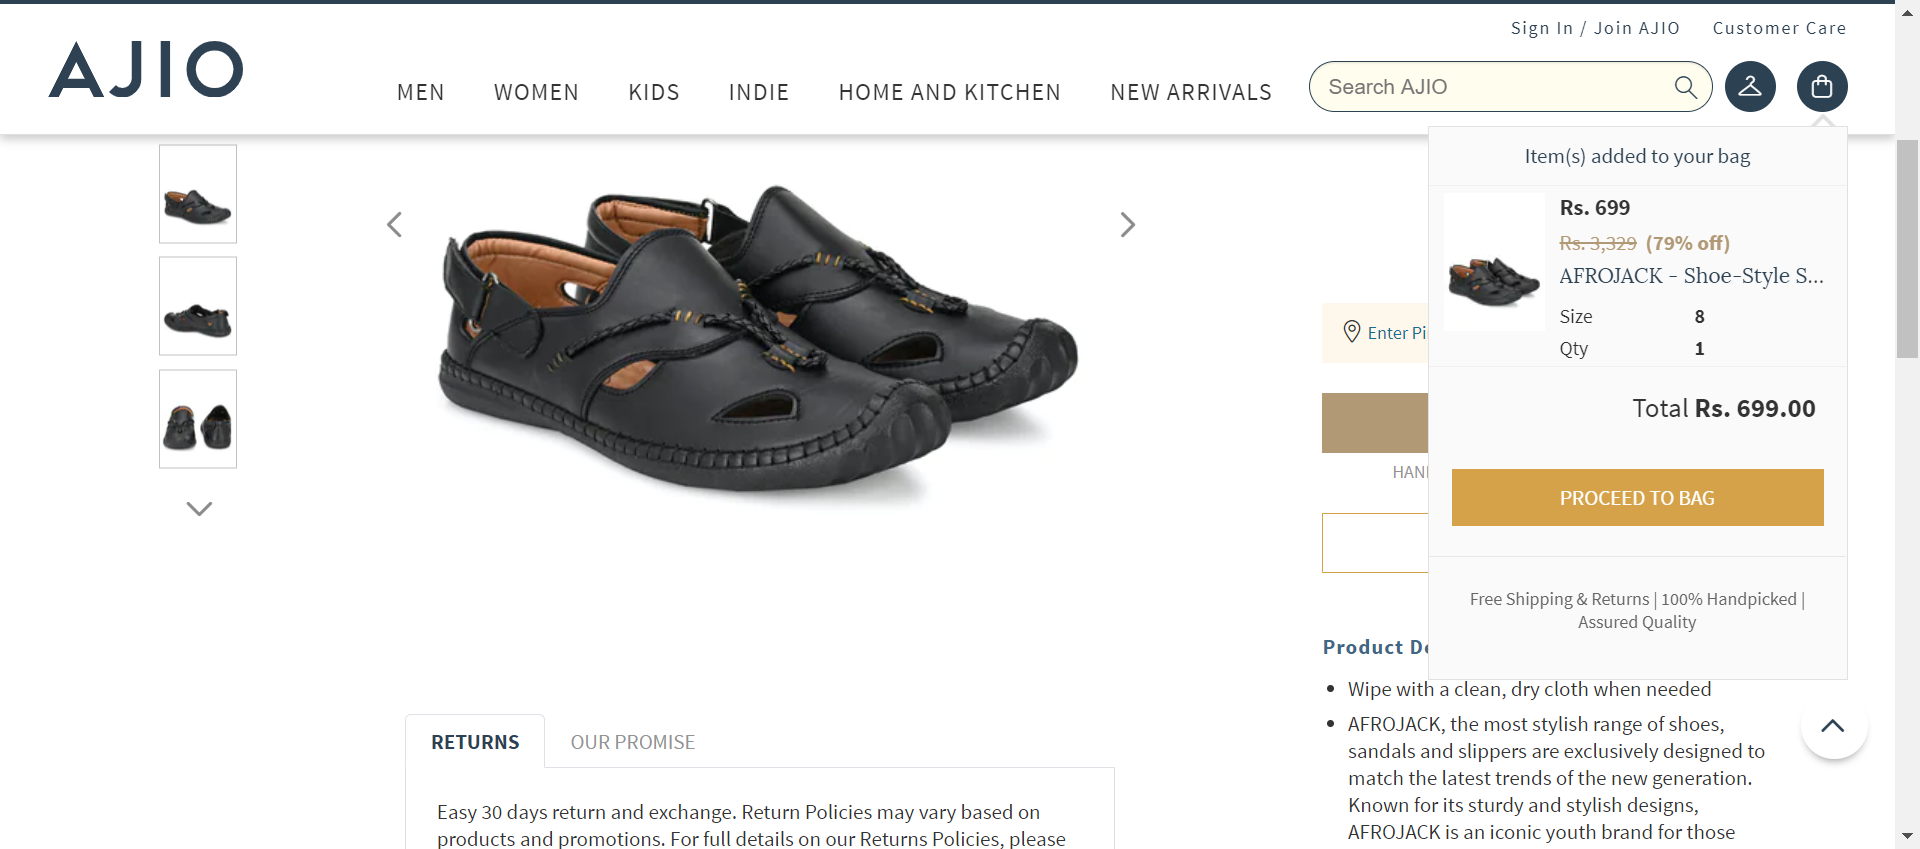 Sign In / Join AJIO
Customer Care
AJIO
MEN
WOMEN
KIDS
INDIE
HOME AND KITCHEN
NEW ARRIVALS
Search AJIO
Item(s) added to your bag
Rs. 699
Rs. 3,329 (79% off)
AFROJACK - Shoe-Style S...
Size 8
Qty 1
Total Rs. 699.00
PROCEED TO BAG
Free Shipping & Returns | 100% Handpicked |
Assured Quality
Enter Pi
HAN
Product D
• Wipe with a clean, dry cloth when needed
• AFROJACK, the most stylish range of shoes,
sandals and slippers are exclusively designed to
match the latest trends of the new generation.
Known for its sturdy and stylish designs,
AFROJACK is an iconic youth brand for those
RETURNS
OUR PROMISE
Easy 30 days return and exchange. Return Policies may vary based on
products and promotions. For full details on our Returns Policies, please